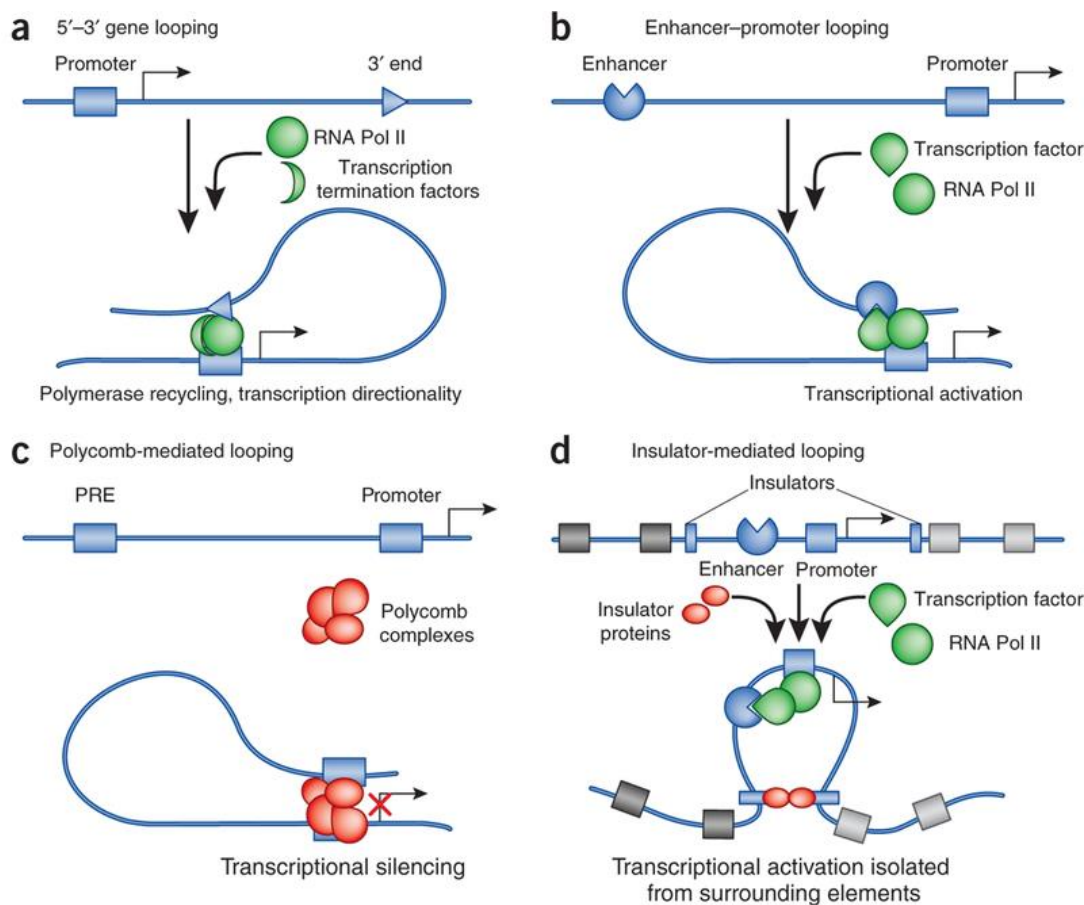 a 5′–3′ gene looping
Promoter
3′ end
RNA Pol II
Transcription
termination factors
Polymerase recycling, transcription directionality
b Enhancer–promoter looping
Enhancer
Promoter
Transcription factor
RNA Pol II
Transcriptional activation
c Polycomb-mediated looping
PRE
Promoter
Polycomb
complexes
Transcriptional silencing
d Insulator-mediated looping
Insulators
Enhancer
Promoter
Insulator
proteins
Transcription factor
RNA Pol II
Transcriptional activation isolated
from surrounding elements